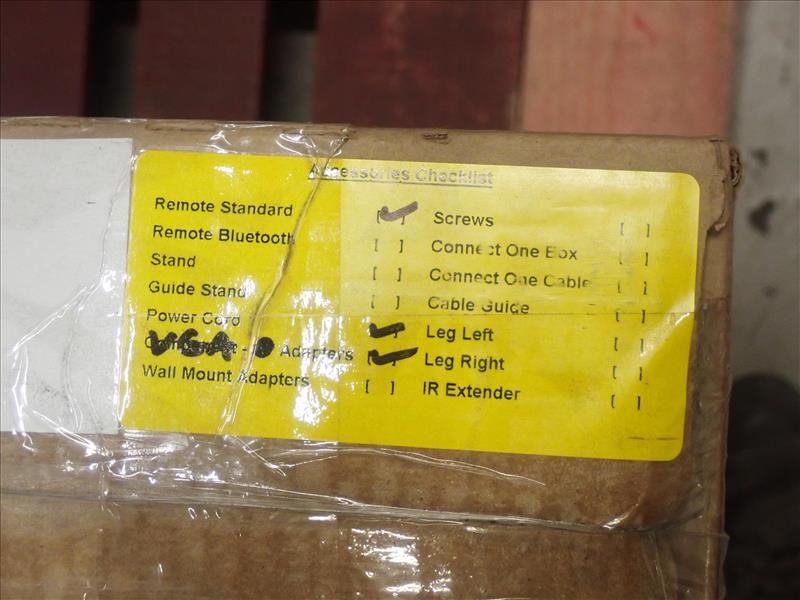 Accessories Checklist
Remote Standard [✓] Screws [ ]
Remote Bluetooth [ ] Connect One Box [ ]
Stand [ ] Connect One Cable [ ]
Guide Stand [ ] Cable Guide [ ]
Power Cord [✓] Leg Left [ ]
VGA - Adapters [✓] Leg Right [ ]
Wall Mount Adapters [ ] IR Extender [ ]